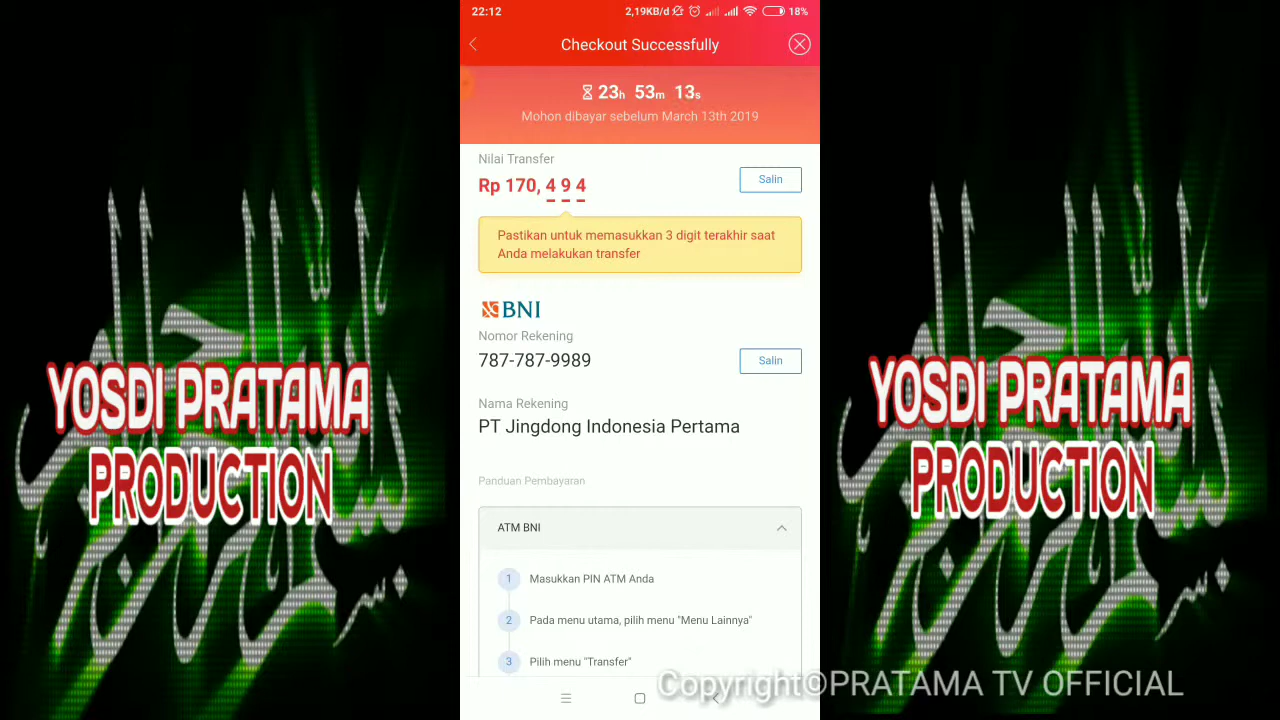 22:12
2,19KB/d
18%
Checkout Successfully
23h 53m 13s
Mohon dibayar sebelum March 13th 2019
Nilai Transfer
Rp 170, 4 9 4
Salin
Pastikan untuk memasukkan 3 digit terakhir saat
Anda melakukan transfer
BNI
Nomor Rekening
787-787-9989
Salin
Nama Rekening
PT Jingdong Indonesia Pertama
Panduan Pembayaran
ATM BNI
1 Masukkan PIN ATM Anda
2 Pada menu utama, pilih menu "Menu Lainnya"
3 Pilih menu "Transfer"
YOSDI PRATAMA
PRODUCTION
YOSDI PRATAMA
PRODUCTION
Copyright©PRATAMA TV OFFICIAL